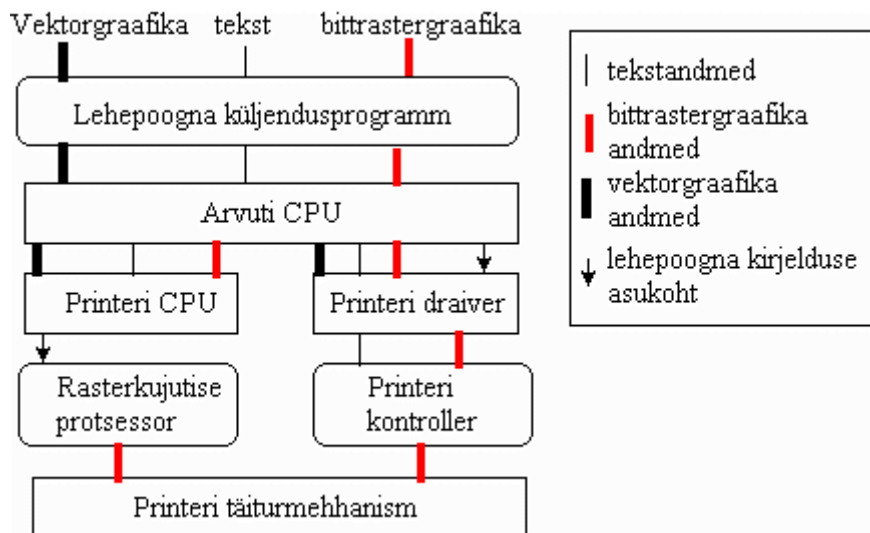 Vektorgraafika tekst bittrastergraafika
Lehepoogna küljendusprogramm
Arvuti CPU
Printeri CPU
Printeri draiver
Rasterkujutise
protsessor
Printeri
kontroller
Printeri täiturmehhanism
tekstandmed
bittrastergraafika
andmed
vektorgraafika
andmed
lehepoogna kirjelduse
asukoht